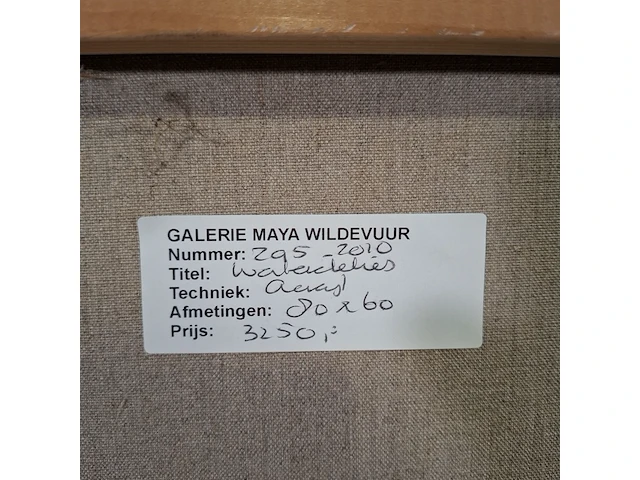 GALERIE MAYA WILDEVUUR
Nummer: 295 - 2010
Titel: Waterlelies
Techniek: Acryl
Afmetingen: 80 x 60
Prijs: 3250,=